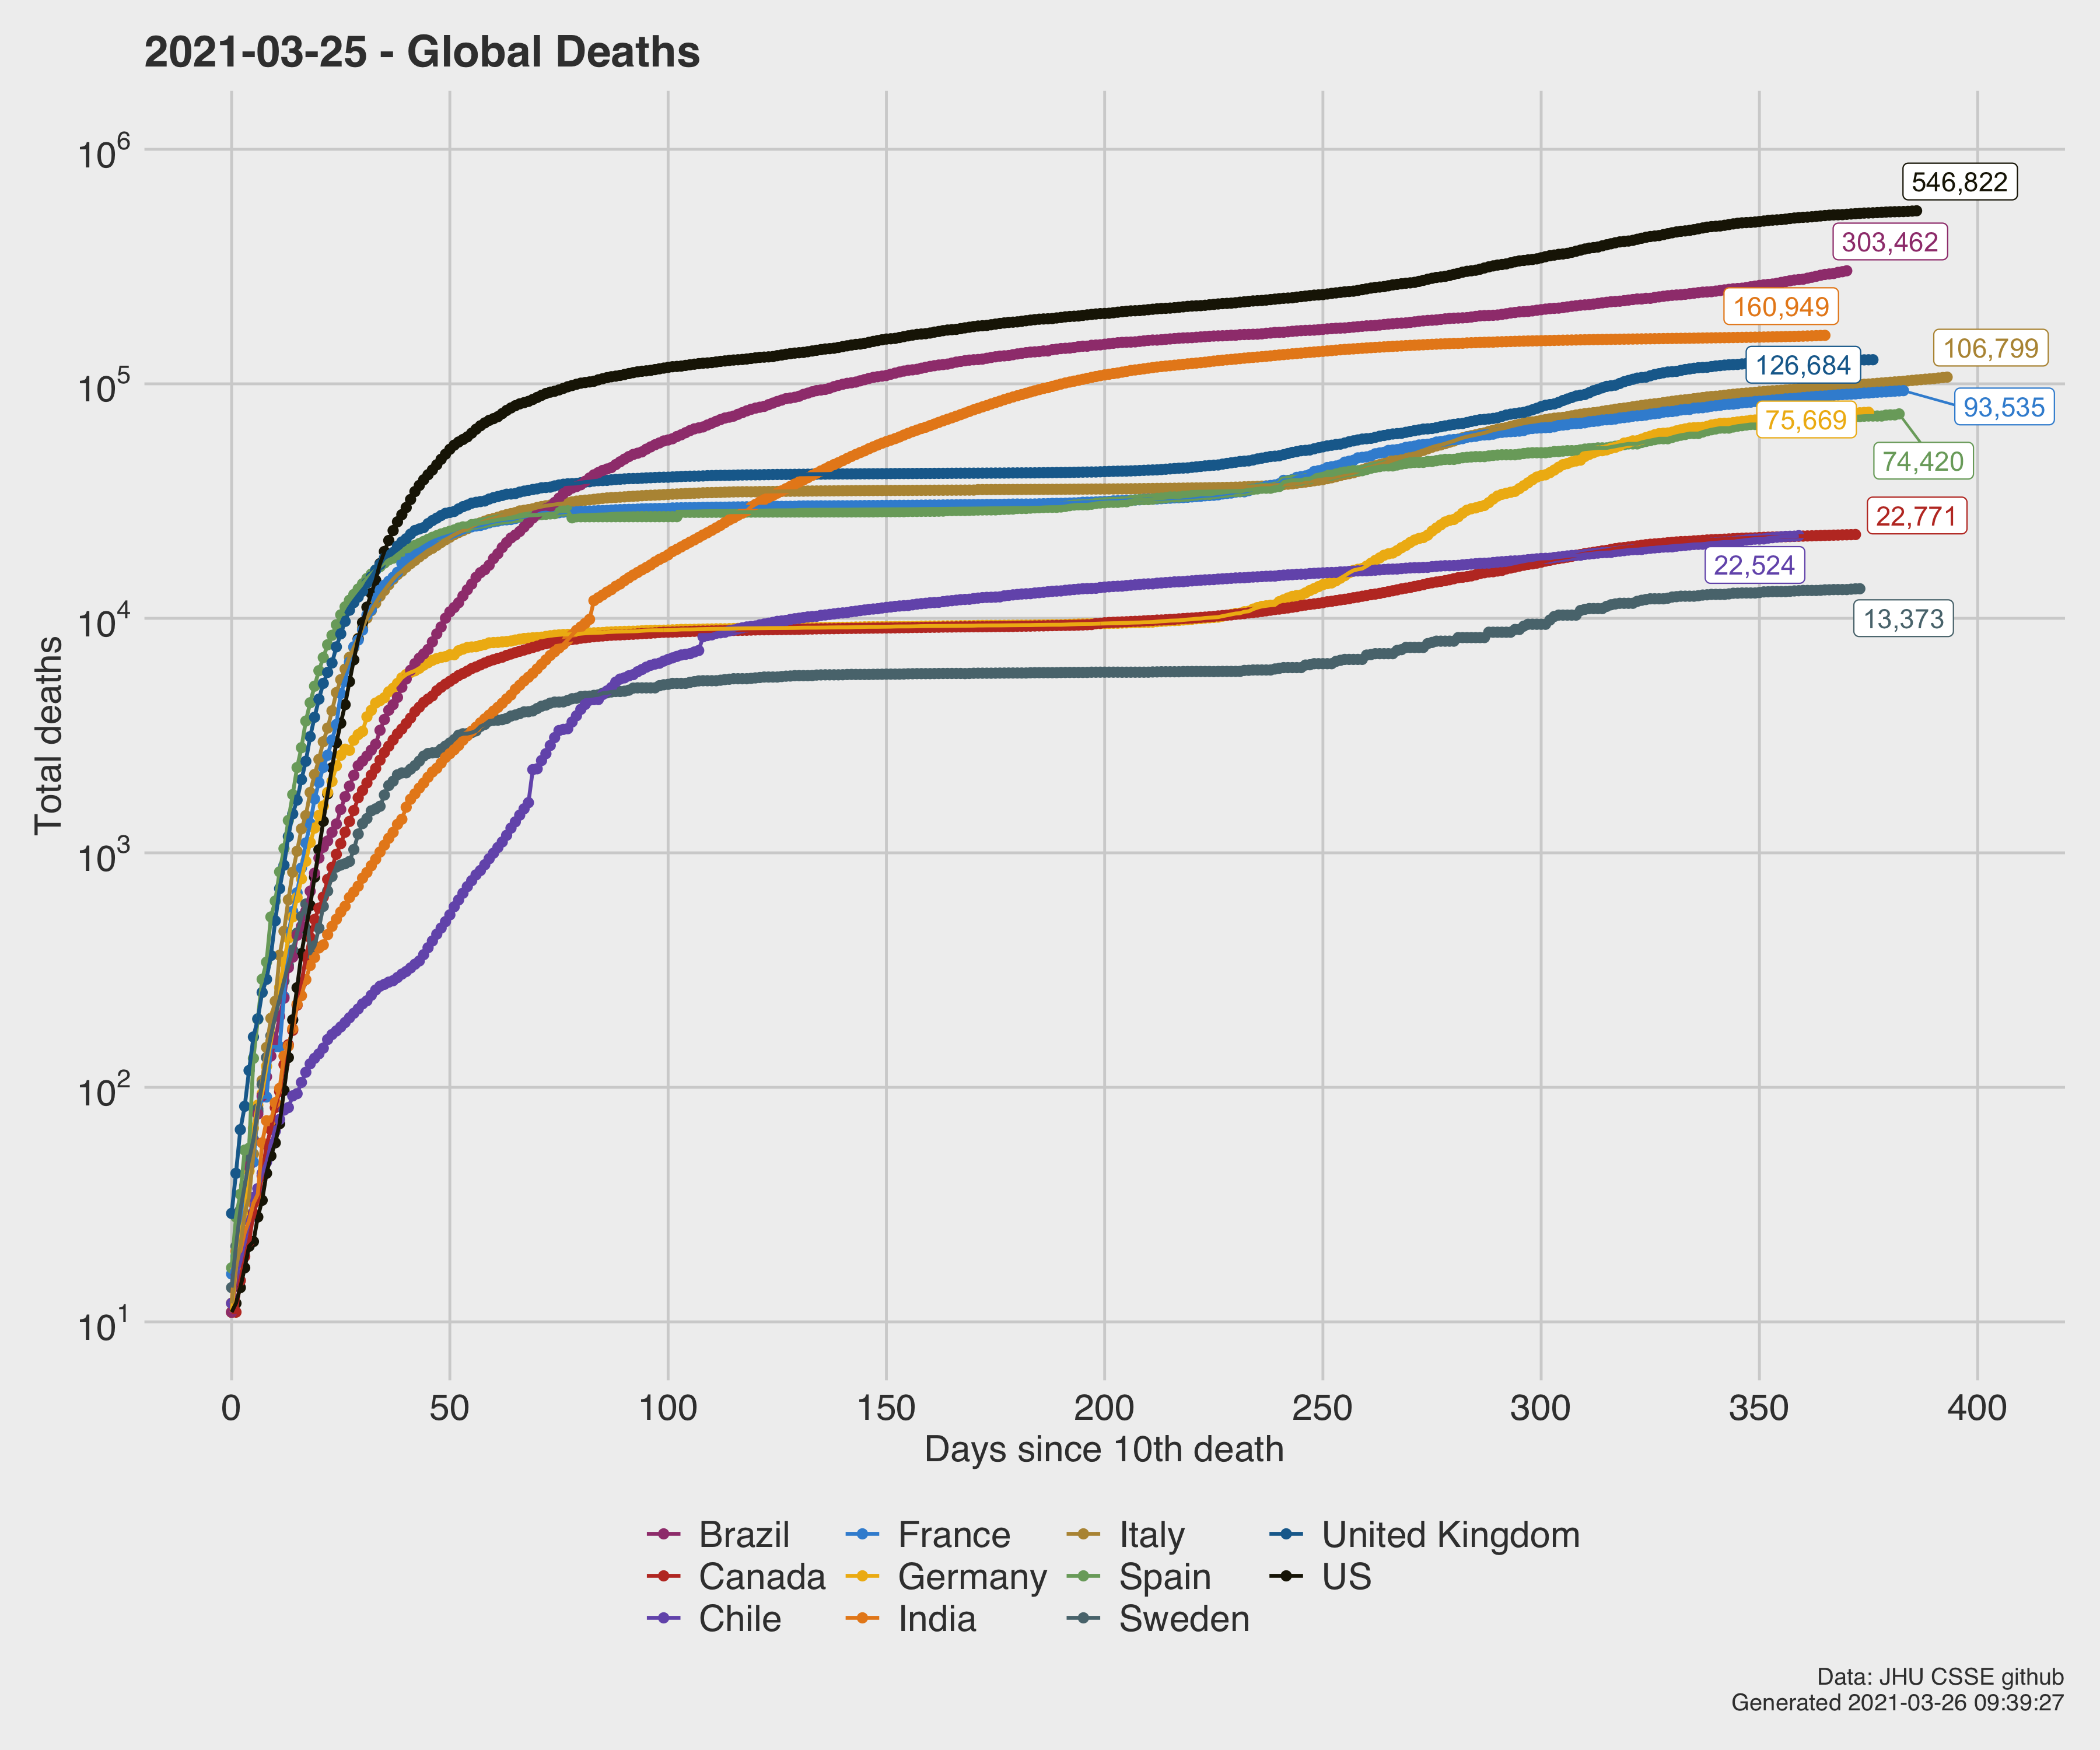 2021-03-25 - Global Deaths
Total deaths
10^6
10^5
10^4
10^3
10^2
10^1
546,822
303,462
160,949
106,799
126,684
93,535
75,669
74,420
22,771
22,524
13,373
0 50 100 150 200 250 300 350 400
Days since 10th death
Brazil France Italy United Kingdom
Canada Germany Spain US
Chile India Sweden
Data: JHU CSSE github
Generated 2021-03-26 09:39:27